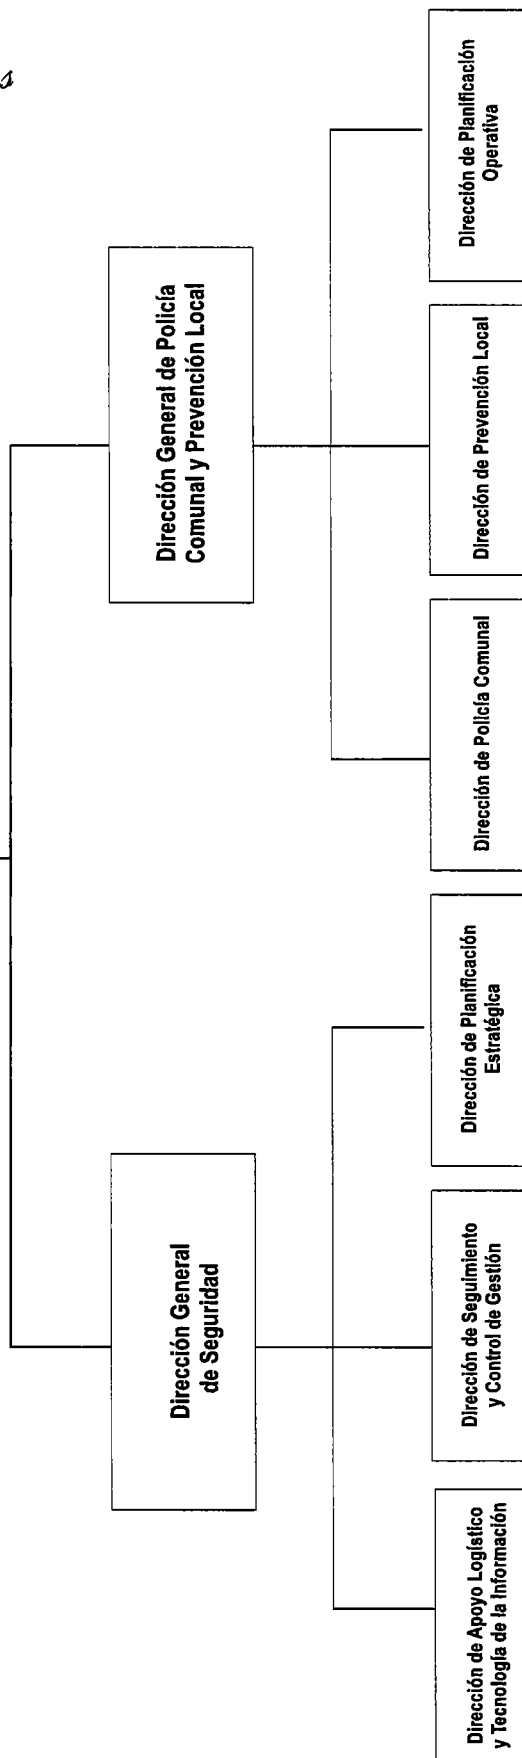 s
Dirección General
de Seguridad
Dirección General de Policía
Comunal y Prevención Local
Dirección de Apoyo Logístico
y Tecnología de la Información
Dirección de Seguimiento
y Control de Gestión
Dirección de Planificación
Estratégica
Dirección de Policía Comunal
Dirección de Prevención Local
Dirección de Planificación
Operativa